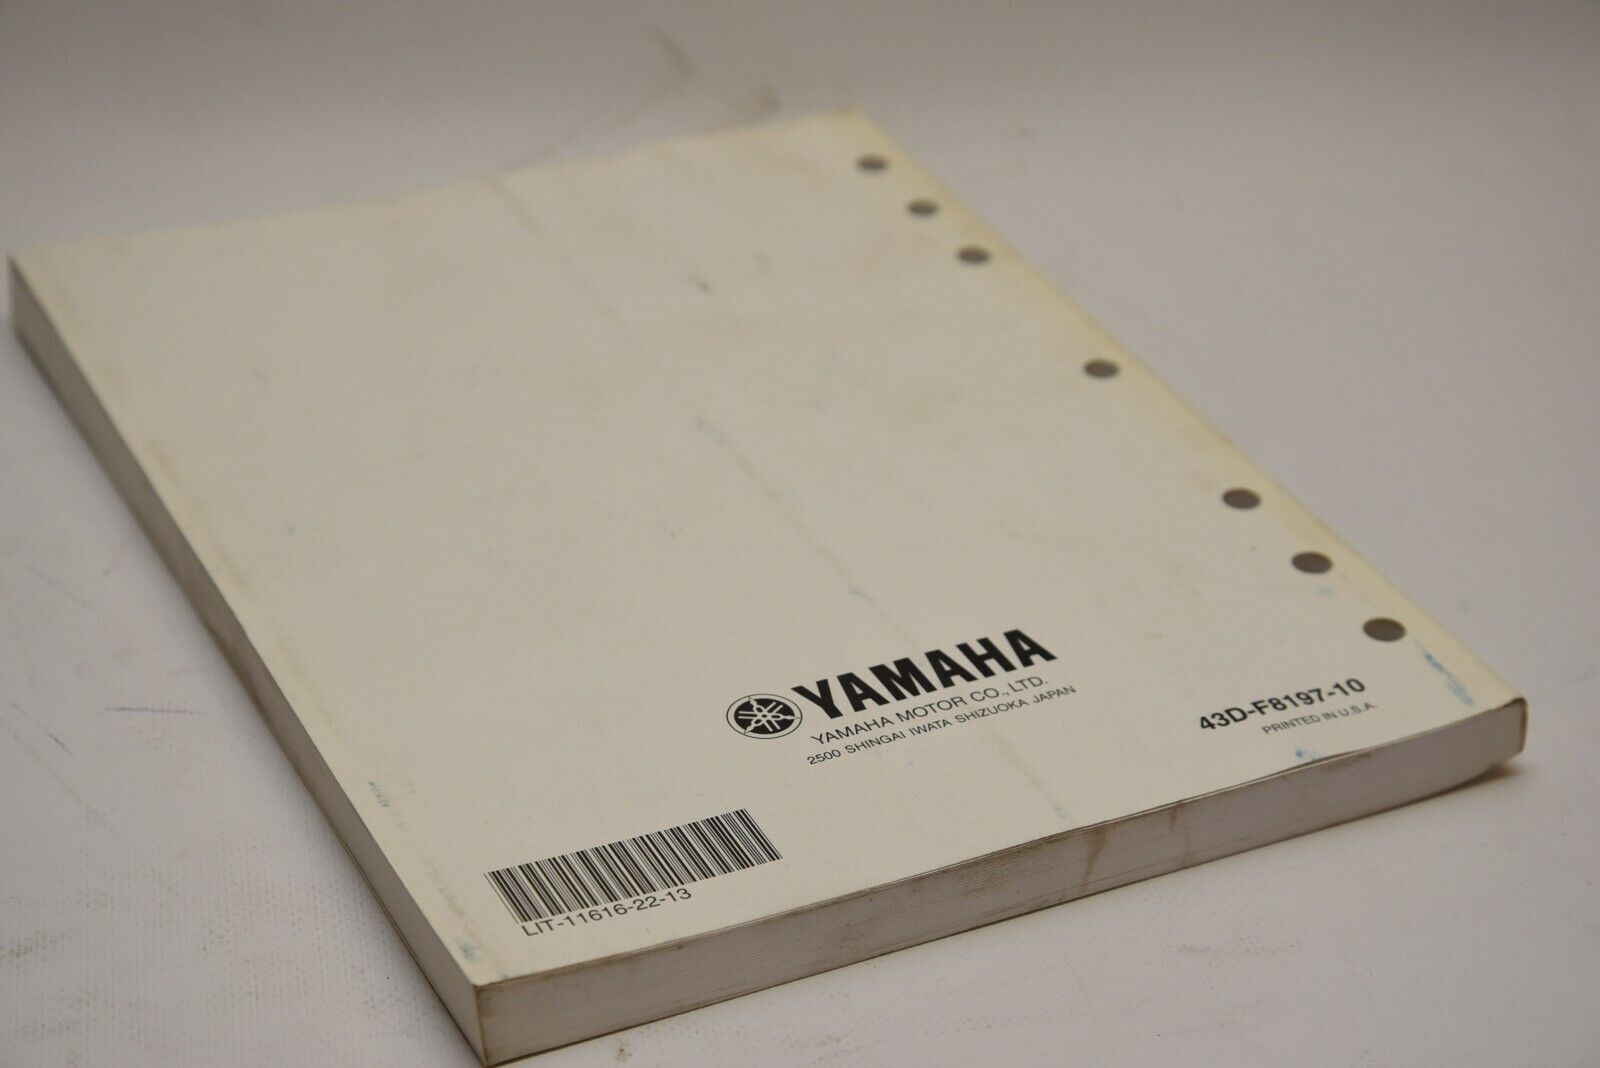 YAMAHA
YAMAHA MOTOR CO., LTD.
2500 SHINGAI IWATA SHIZUOKA JAPAN
43D-F8197-10
PRINTED IN U.S.A.
LIT-11616-22-13